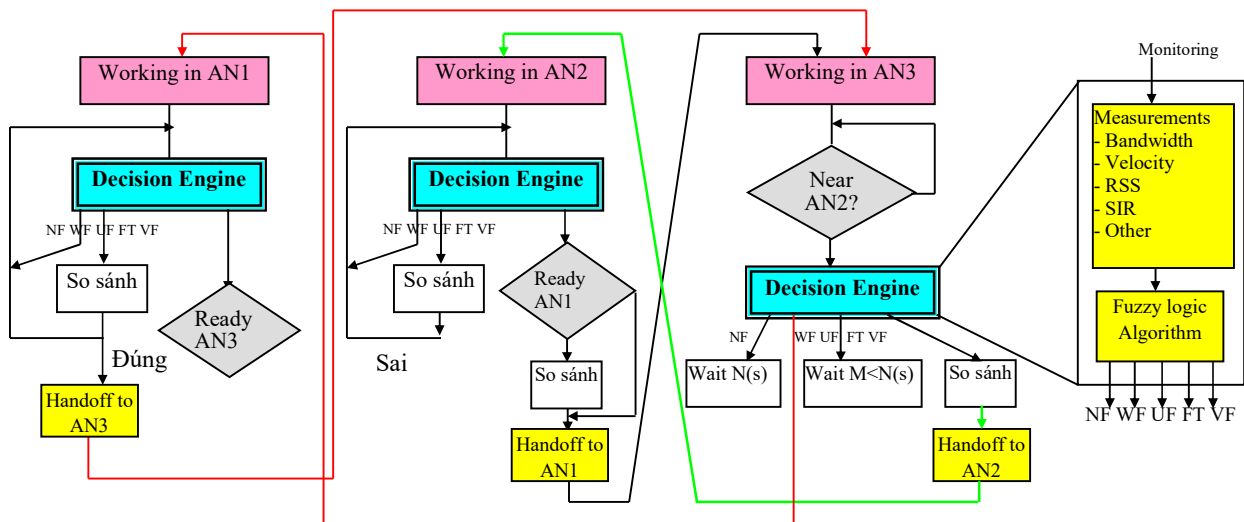 Working in AN1
Decision Engine
NF WF UF FT VF
So sánh
Ready
AN3
Đúng
Handoff to
AN3
Working in AN2
Decision Engine
NF WF UF FT VF
So sánh
Ready
AN1
Sai
So sánh
Handoff to
AN1
Working in AN3
Near
AN2?
Decision Engine
NF
WF UF FT VF
Wait N(s)
Wait M<N(s)
So sánh
Handoff to
AN2
Monitoring
Measurements
- Bandwidth
- Velocity
- RSS
- SIR
- Other
Fuzzy logic
Algorithm
NF WF UF FT VF